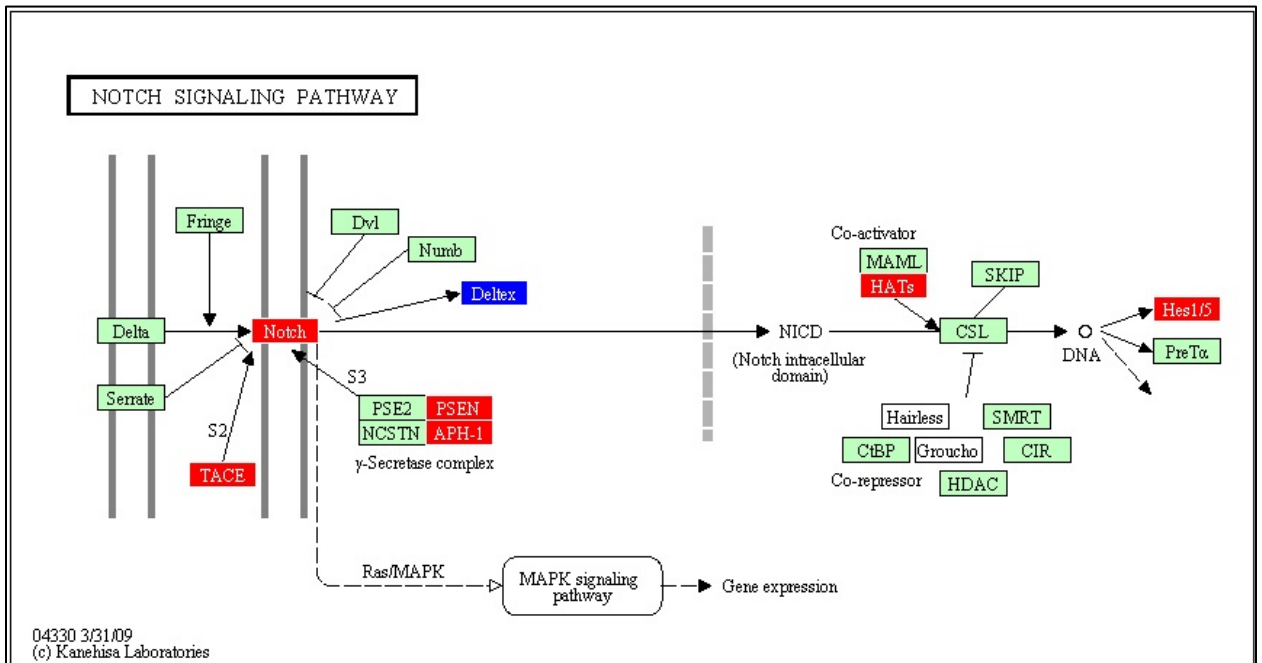 NOTCH SIGNALING PATHWAY
Fringe
Dvl
Numb
Deltex
Delta
Notch
Serrate
S2
TACE
S3
PSE2
PSEN
NCSTN
APH-1
γ-Secretase complex
NICD
(Notch intracellular
domain)
Co-activator
MAML
HATs
SKIP
CSL
DNA
Hes1/5
PreTα
Hairless
SMRT
CtBP
Groucho
CIR
Co-repressor
HDAC
Ras/MAPK
MAPK signaling
pathway
Gene expression
04330 3/31/09
(c) Kanehisa Laboratories